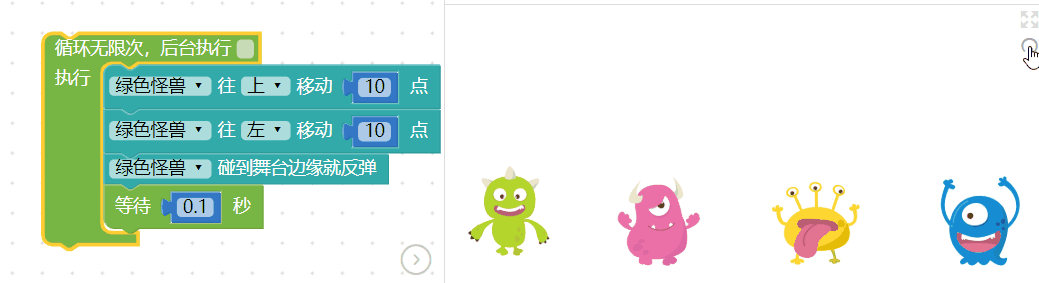 循环无限次，后台执行
执行
绿色怪兽 往 上 移动 10 点
绿色怪兽 往 左 移动 10 点
绿色怪兽 碰到舞台边缘就反弹
等待 0.1 秒